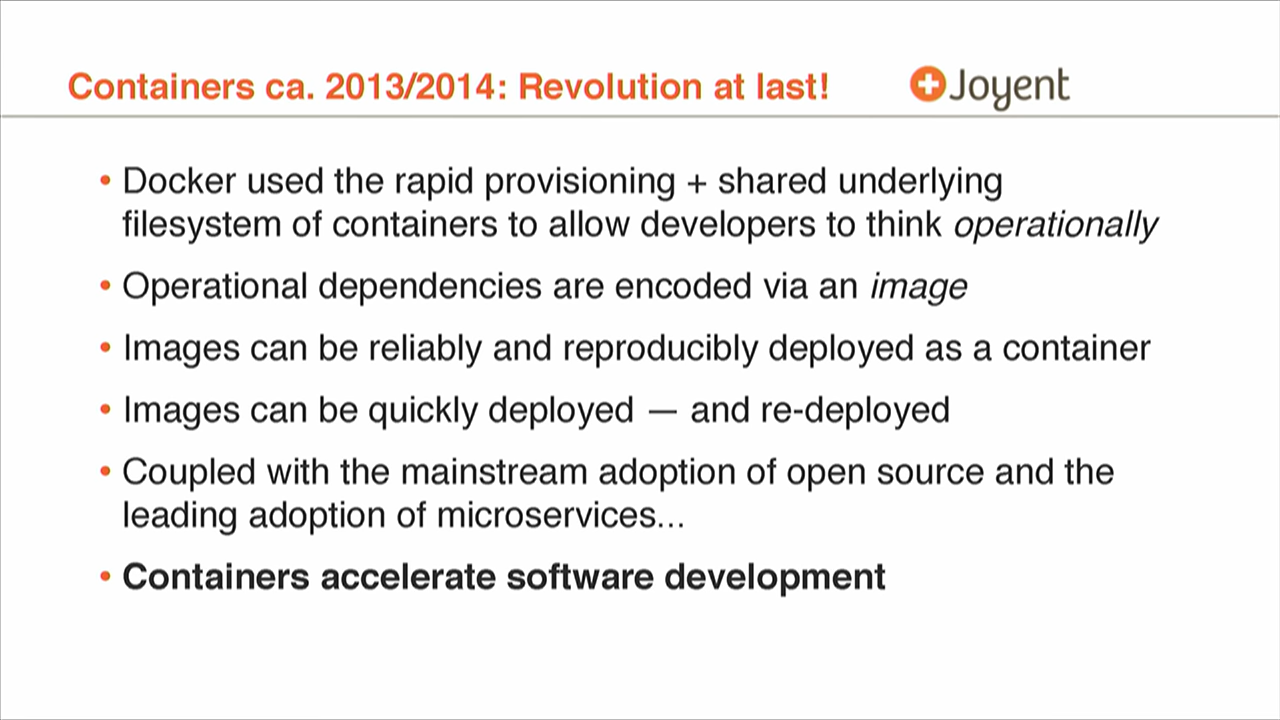 Containers ca. 2013/2014: Revolution at last!
Joyent
• Docker used the rapid provisioning + shared underlying
filesystem of containers to allow developers to think operationally
• Operational dependencies are encoded via an image
• Images can be reliably and reproducibly deployed as a container
• Images can be quickly deployed — and re-deployed
• Coupled with the mainstream adoption of open source and the
leading adoption of microservices...
• Containers accelerate software development